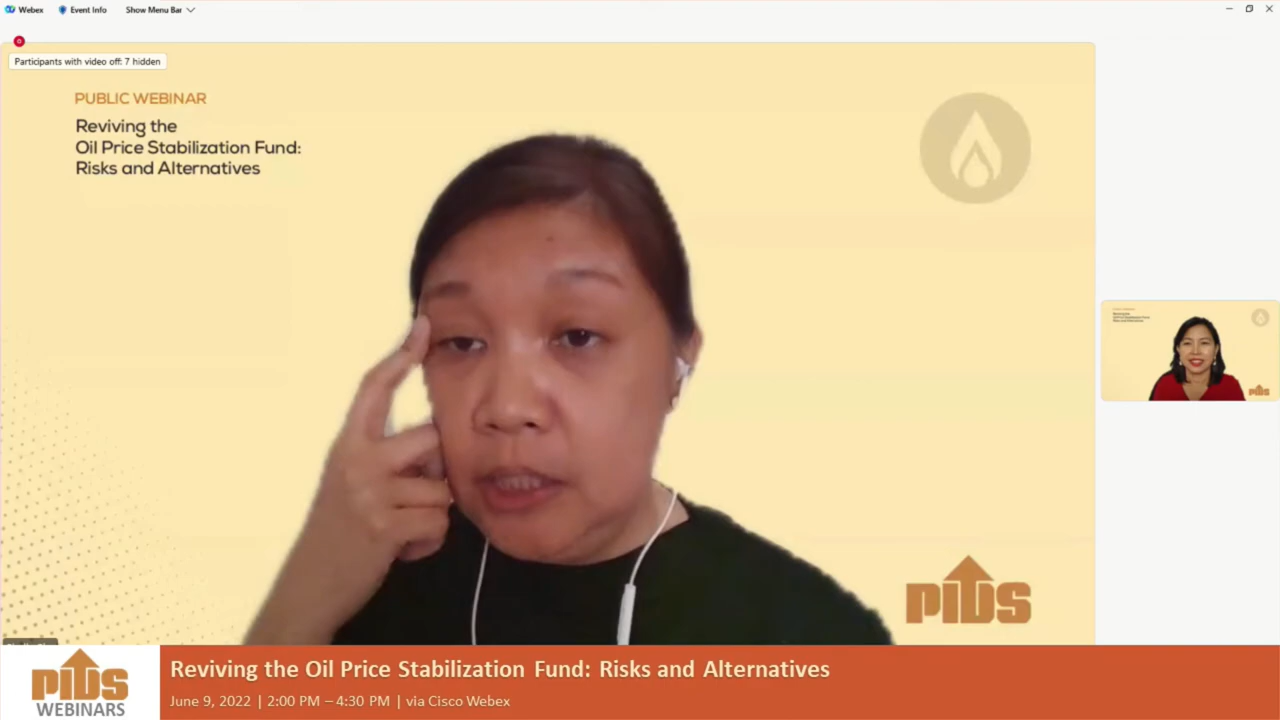 Webex Event Info Show Menu Bar
Participants with video off: 7 hidden
PUBLIC WEBINAR
Reviving the
Oil Price Stabilization Fund:
Risks and Alternatives
PIDS
PIDS
PIDS
WEBINARS
Reviving the Oil Price Stabilization Fund: Risks and Alternatives
June 9, 2022 | 2:00 PM – 4:30 PM | via Cisco Webex